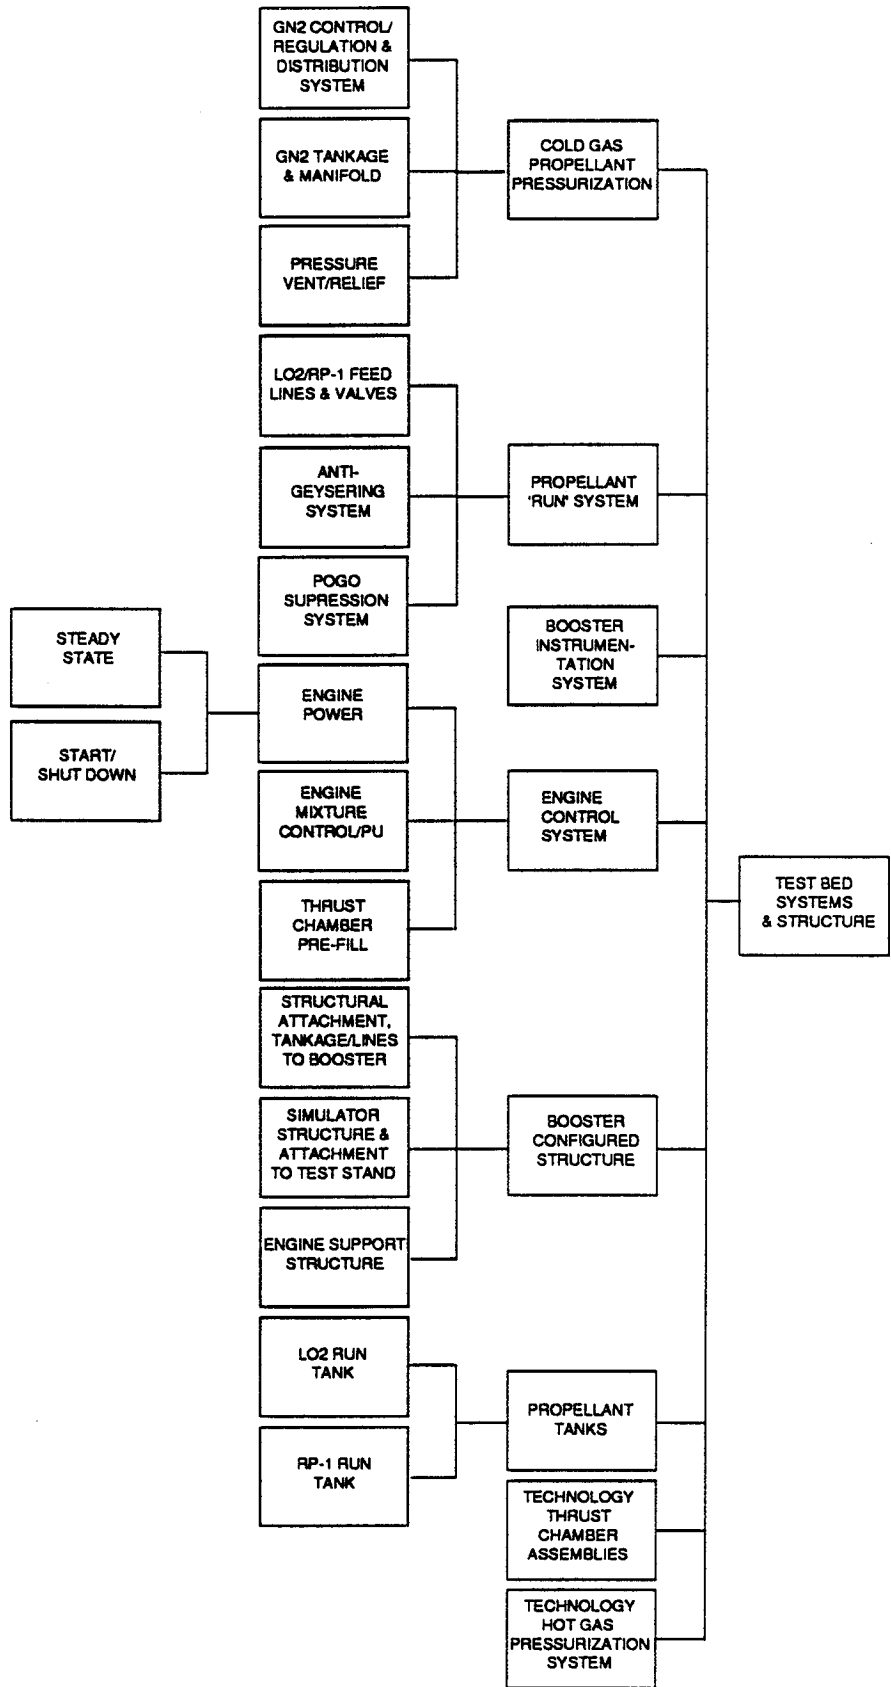 GN2 CONTROL/
REGULATION &
DISTRIBUTION
SYSTEM
GN2 TANKAGE
& MANIFOLD
PRESSURE
VENT/RELIEF
COLD GAS
PROPELLANT
PRESSURIZATION
LO2/RP-1 FEED
LINES & VALVES
ANTI-
GEYSERING
SYSTEM
POGO
SUPRESSION
SYSTEM
PROPELLANT
'RUN' SYSTEM
BOOSTER
INSTRUMEN-
TATION
SYSTEM
STEADY
STATE
START/
SHUT DOWN
ENGINE
POWER
ENGINE
MIXTURE
CONTROL/PU
THRUST
CHAMBER
PRE-FILL
ENGINE
CONTROL
SYSTEM
TEST BED
SYSTEMS
& STRUCTURE
STRUCTURAL
ATTACHMENT,
TANKAGE/LINES
TO BOOSTER
SIMULATOR
STRUCTURE &
ATTACHMENT
TO TEST STAND
ENGINE SUPPORT
STRUCTURE
BOOSTER
CONFIGURED
STRUCTURE
LO2 RUN
TANK
RP-1 RUN
TANK
PROPELLANT
TANKS
TECHNOLOGY
THRUST
CHAMBER
ASSEMBLIES
TECHNOLOGY
HOT GAS
PRESSURIZATION
SYSTEM